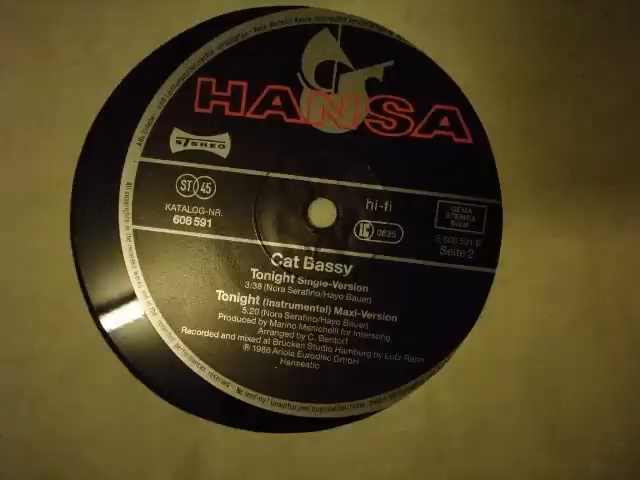 HANSA
STEREO
ST 45
KATALOG-NR.
608 591
hi-fi
LC 0835
GEMA
STEMRA
BIEM
S 608 591 B
Seite 2
Cat Bassy
Tonight Single-Version
3:38 (Nora Serafino/Hayo Bauer)
Tonight (Instrumental) Maxi-Version
5:20 (Nora Serafino/Hayo Bauer)
Produced by Marino Menichelli for Intersong
Arranged by C. Bentorf
Recorded and mixed at Brücken Studio Hamburg by Lutz Rahn
℗ 1986 Ariola Eurodisc GmbH
Hanseatic